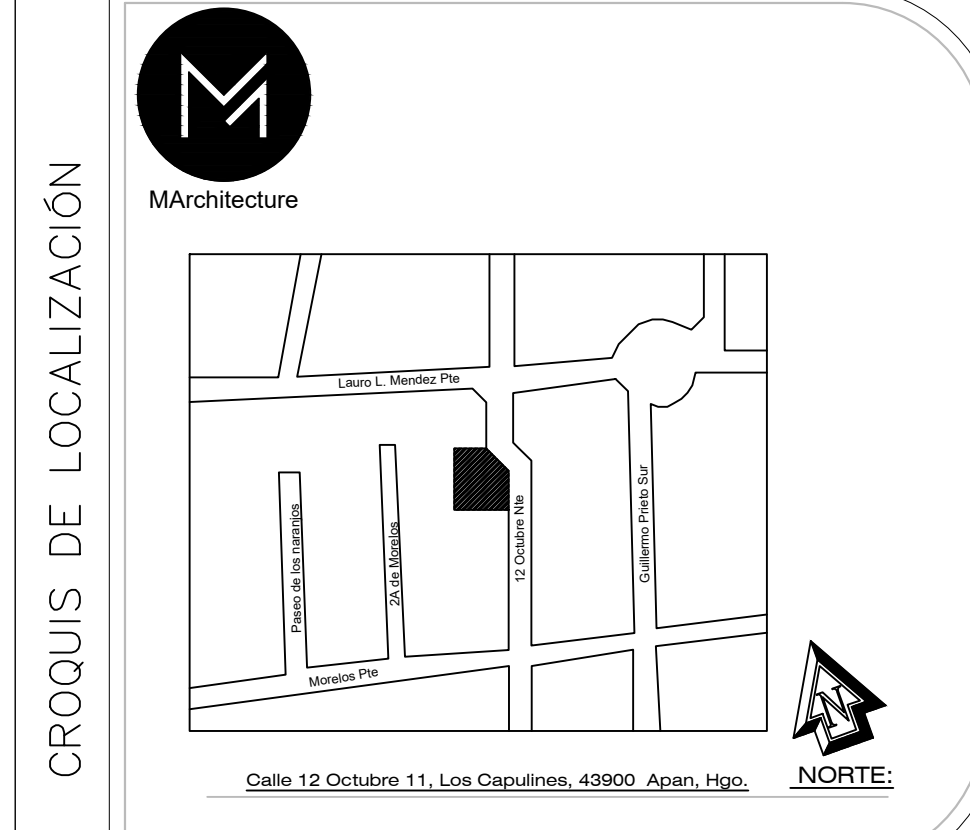 CROQUIS DE LOCALIZACIÓN
M
MArchitecture
Lauro L. Mendez Pte
Paseo de los naranjos
2A de Morelos
12 Octubre Nte
Guillermo Prieto Sur
Morelos Pte
N
NORTE:
Calle 12 Octubre 11, Los Capulines, 43900 Apan, Hgo.